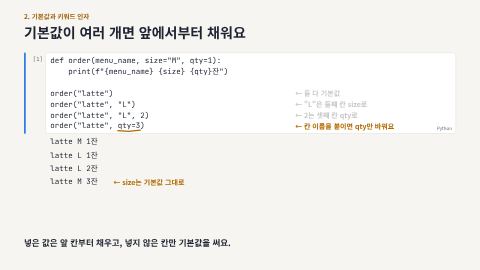 2. 기본값과 키워드 인자
기본값이 여러 개면 앞에서부터 채워요
[1] def order(menu_name, size="M", qty=1):
print(f"{menu_name} {size} {qty}잔")
order("latte") ← 둘 다 기본값
order("latte", "L") ← "L"은 둘째 칸 size로
order("latte", "L", 2) ← 2는 셋째 칸 qty로
order("latte", qty=3) ← 칸 이름을 붙이면 qty만 바꿔요
Python
latte M 1잔
latte L 1잔
latte L 2잔
latte M 3잔 ← size는 기본값 그대로
넣은 값은 앞 칸부터 채우고, 넣지 않은 칸만 기본값을 써요.